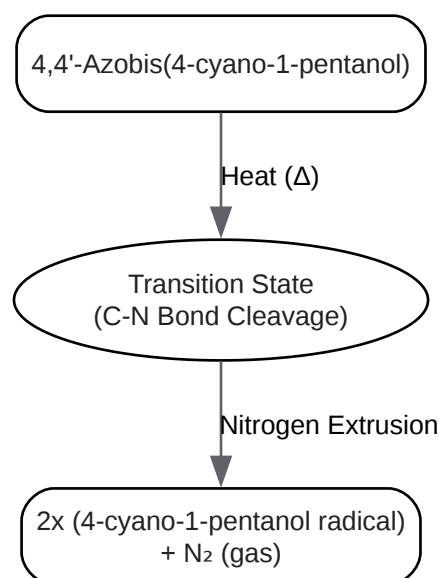 4,4'-Azobis(4-cyano-1-pentanol)
Heat (Δ)
Transition State
(C-N Bond Cleavage)
Nitrogen Extrusion
2x (4-cyano-1-pentanol radical)
+ N₂ (gas)